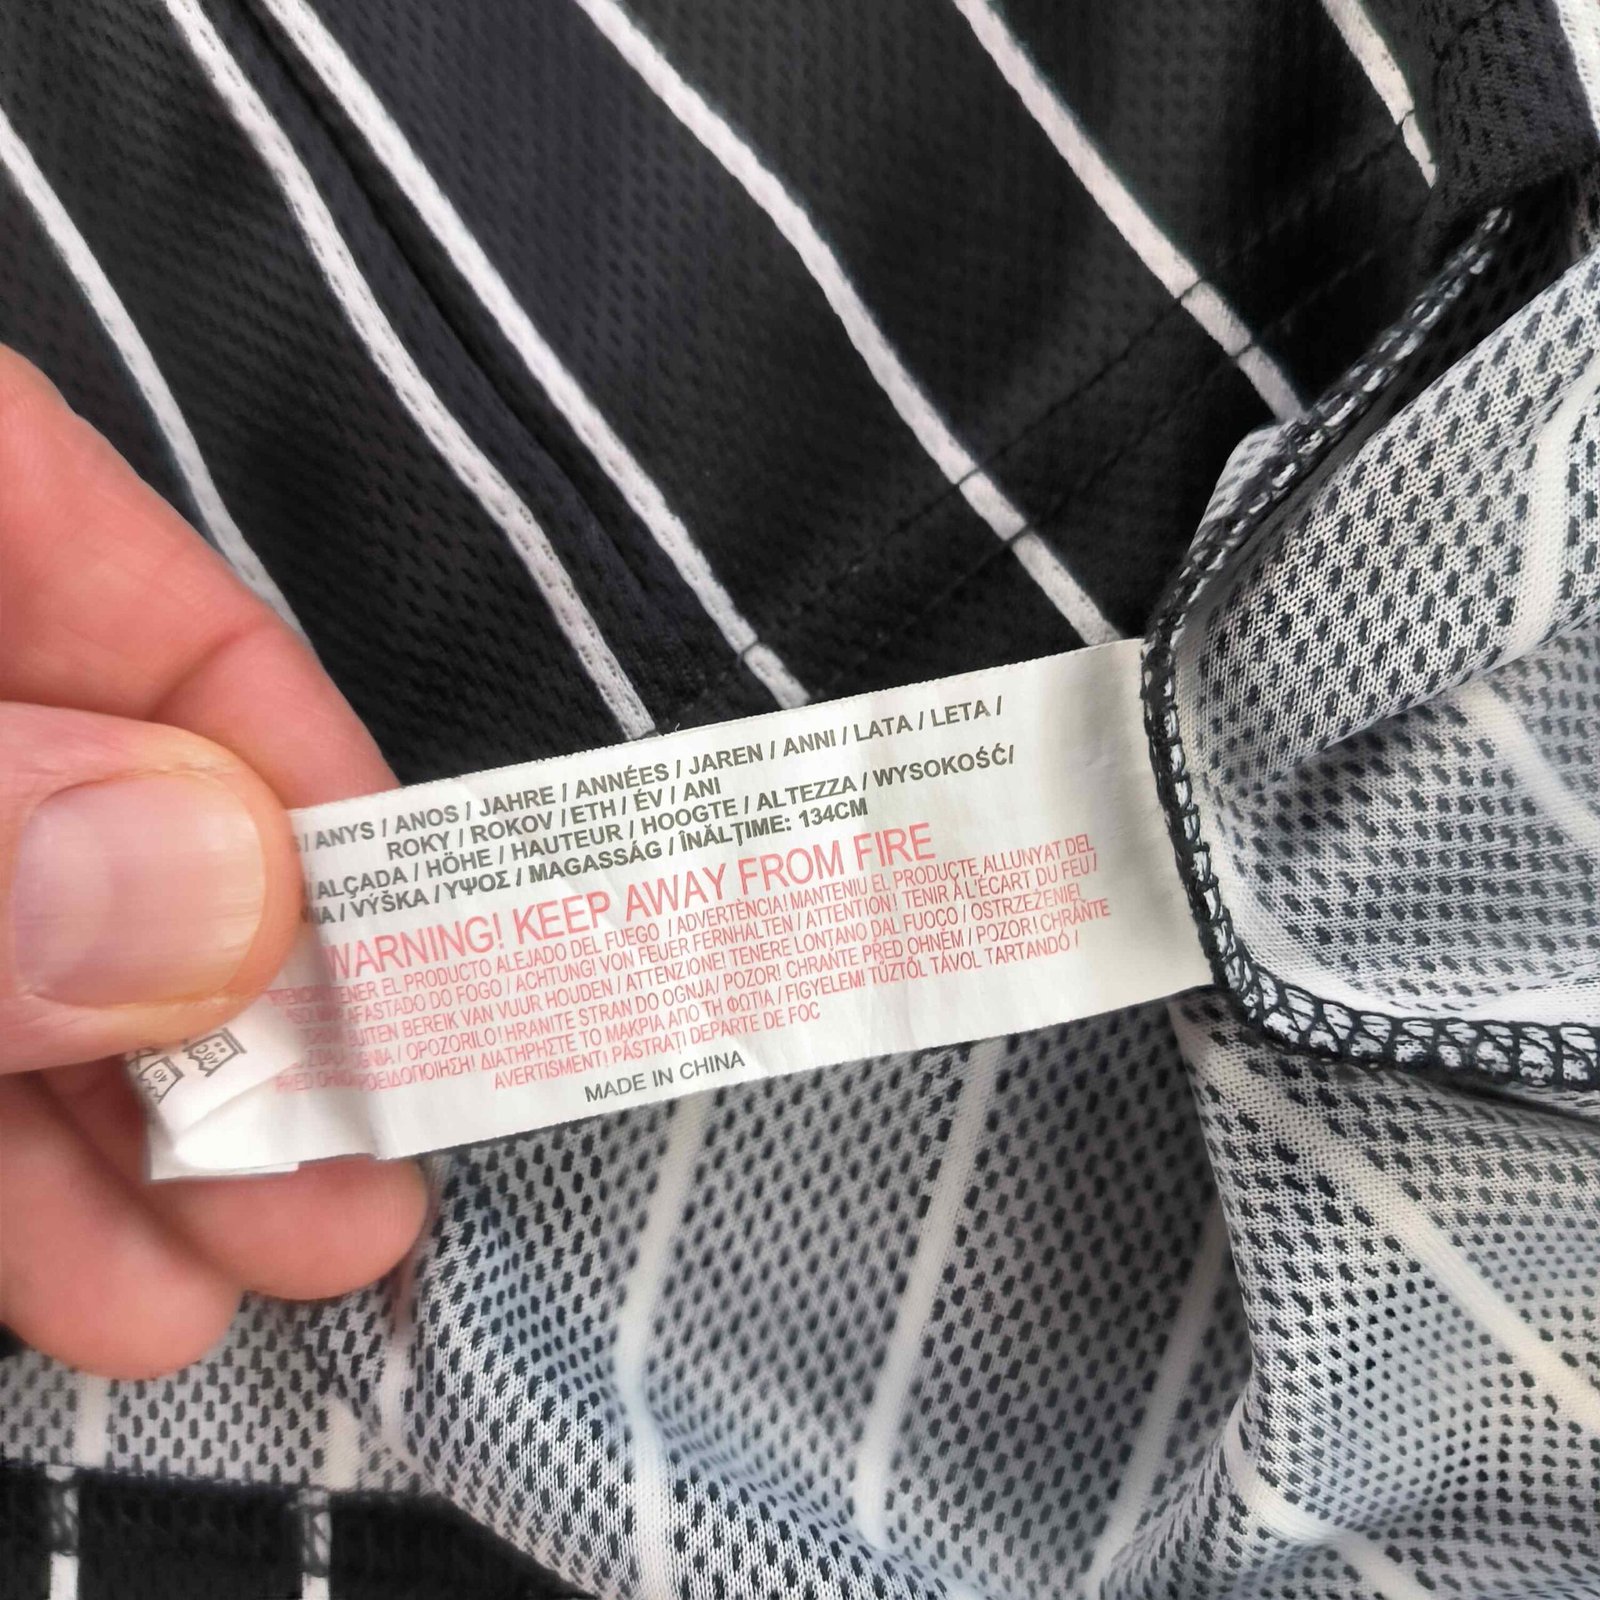 / ANYS / ANOS / JAHRE / ANNÉES / JAREN / ANNI / LATA / LETA /
ROKY / ROKOV / ETH / ÉV / ANI
ALÇADA / HÖHE / HAUTEUR / HOOGTE / ALTEZZA / WYSOKOŚĆ/
/ VÝŠKA / ΥΨΟΣ / MAGASSÁG / ÎNĂLŢIME: 134CM
WARNING! KEEP AWAY FROM FIRE
TENER EL PRODUCTO ALEJADO DEL FUEGO / ADVERTÈNCIA! MANTENIU EL PRODUCTE ALLUNYAT DEL
AFASTADO DO FOGO / ACHTUNG! VON FEUER FERNHALTEN / ATTENTION! TENIR À L'ÉCART DU FEU /
BUITEN BEREIK VAN VUUR HOUDEN / ATTENZIONE! TENERE LONTANO DAL FUOCO / OSTRZEŻENIE!
/ OPOZORILO! HRANITE STRAN DO OGNJA / POZOR! CHRAŇTE PŘED OHNĚM / POZOR! CHRÁŇTE
ΔΙΑΤΗΡΗΣΤΕ ΤΟ ΜΑΚΡΙΑ ΑΠΟ ΤΗ ΦΩΤΙΑ / FIGYELEM! TŰZTŐL TÁVOL TARTANDÓ /
AVERTISMENT! PĂSTRAȚI DEPARTE DE FOC
MADE IN CHINA